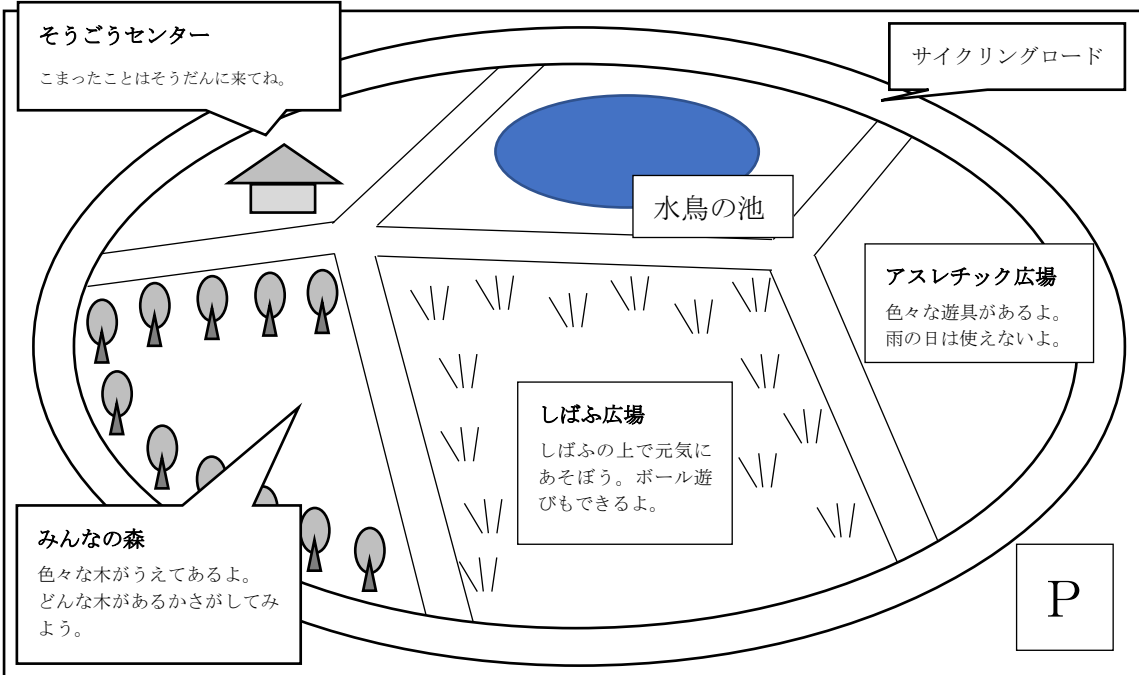 そうごうセンター
こまったことはそうだんに来てね。
サイクリングロード
水鳥の池
アスレチック広場
色々な遊具があるよ。
雨の日は使えないよ。
しばふ広場
しばふの上で元気に
あそぼう。ボール遊
びもできるよ。
みんなの森
色々な木がうえてあるよ。
どんな木があるかさがしてみ
よう。
P